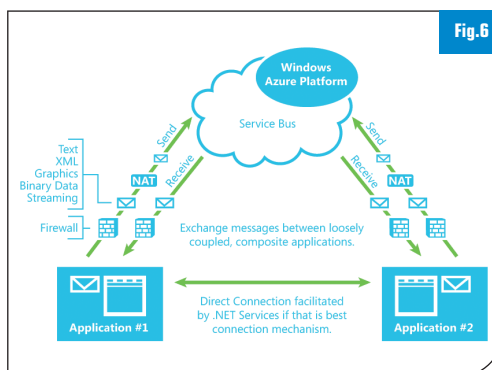 Fig.6
Windows
Azure Platform
Service Bus
Send
Receive
NAT
Text
XML
Graphics
Binary Data
Streaming
Firewall
Send
Receive
NAT
Exchange messages between loosely
coupled, composite applications.
Direct Connection facilitated
by .NET Services if that is best
connection mechanism.
Application #1
Application #2